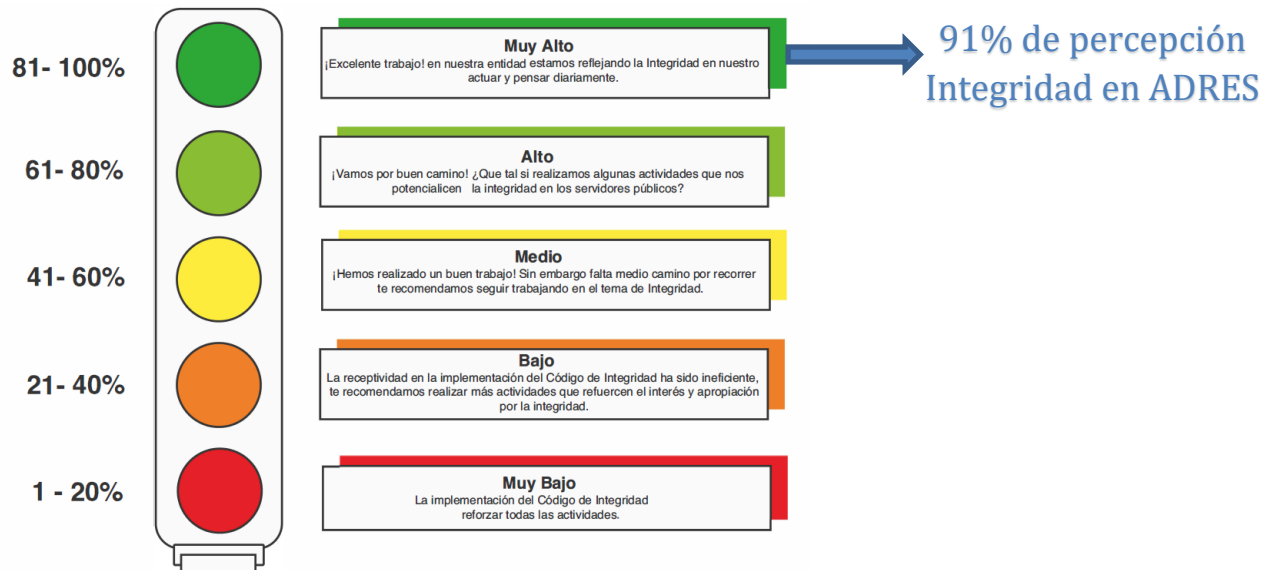 81- 100%
Muy Alto
¡Excelente trabajo! en nuestra entidad estamos reflejando la Integridad en nuestro
actuar y pensar diariamente.
91% de percepción
Integridad en ADRES
61- 80%
Alto
¡Vamos por buen camino! ¿Que tal si realizamos algunas actividades que nos
potencialicen la integridad en los servidores públicos?
41- 60%
Medio
¡Hemos realizado un buen trabajo! Sin embargo falta medio camino por recorrer
te recomendamos seguir trabajando en el tema de Integridad.
21- 40%
Bajo
La receptividad en la implementación del Código de Integridad ha sido ineficiente,
te recomendamos realizar más actividades que refuercen el interés y apropiación
por la integridad.
1 - 20%
Muy Bajo
La implementación del Código de Integridad
reforzar todas las actividades.